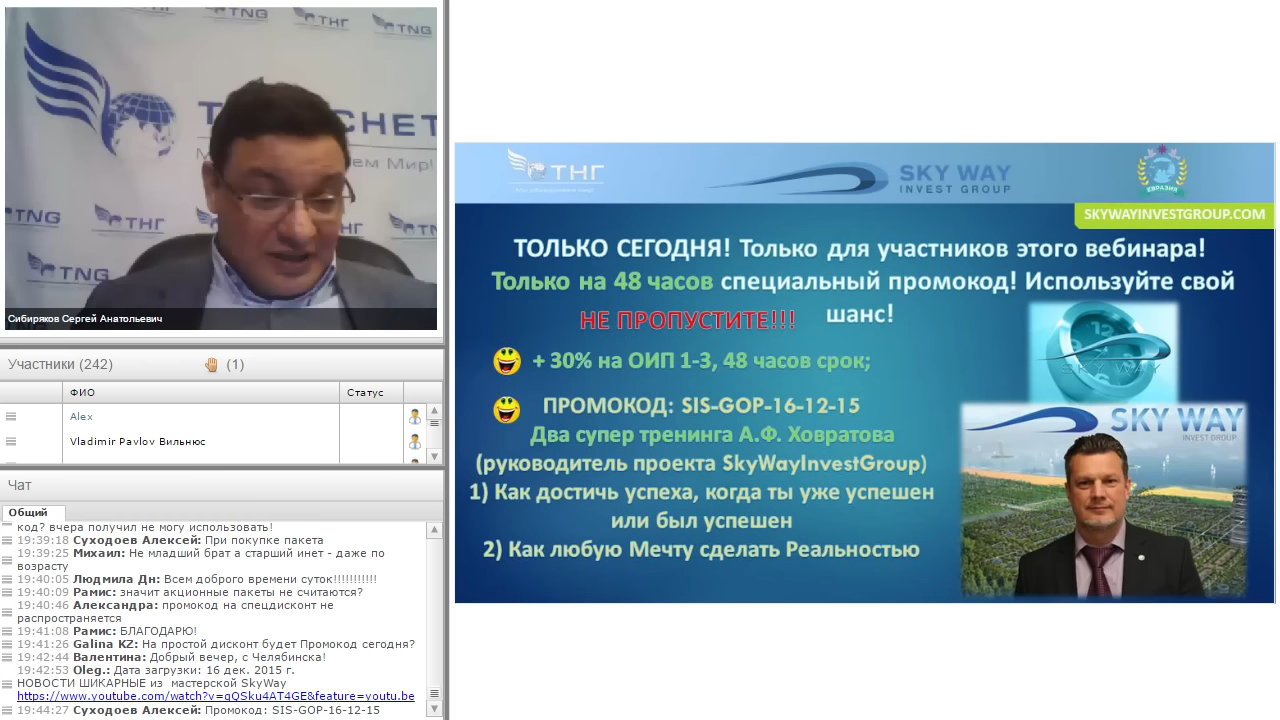 ТНГ
TNG
TNG
ТНГ
TNG
Сибиряков Сергей Анатольевич
Участники (242)
(1)
ФИО
Статус
Alex
Vladimir Pavlov Вильнюс
Чат
Общий
код? вчера получил не могу использовать!
19:39:18 Суходоев Алексей: При покупке пакета
19:39:25 Михаил: Не младший брат а старший инет - даже по
возрасту
19:40:05 Людмила Дн: Всем доброго времени суток!!!!!!!!!!!
19:40:09 Рамис: значит акционные пакеты не считаются?
19:40:46 Александра: промокод на спецдисконт не
распространяется
19:41:08 Рамис: БЛАГОДАРЮ!
19:41:26 Galina KZ: На простой дисконт будет Промокод сегодня?
19:42:44 Валентина: Добрый вечер, с Челябинска!
19:42:53 Oleg.: Дата загрузки: 16 дек. 2015 г.
НОВОСТИ ШИКАРНЫЕ из мастерской SkyWay
https://www.youtube.com/watch?v=qQSku4AT4GE&feature=youtu.be
19:44:27 Суходоев Алексей: Промокод: SIS-GOP-16-12-15
ТНГ
SKY WAY
INVEST GROUP
ЕВРАЗИЯ
SKYWAYINVESTGROUP.COM
ТОЛЬКО СЕГОДНЯ! Только для участников этого вебинара!
Только на 48 часов специальный промокод! Используйте свой
шанс!
НЕ ПРОПУСТИТЕ!!!
+ 30% на ОИП 1-3, 48 часов срок;
ПРОМОКОД: SIS-GOP-16-12-15
Два супер тренинга А.Ф. Ховратова
(руководитель проекта SkyWayInvestGroup)
1) Как достичь успеха, когда ты уже успешен
или был успешен
2) Как любую Мечту сделать Реальностью
SKY WAY
SKY WAY
INVEST GROUP